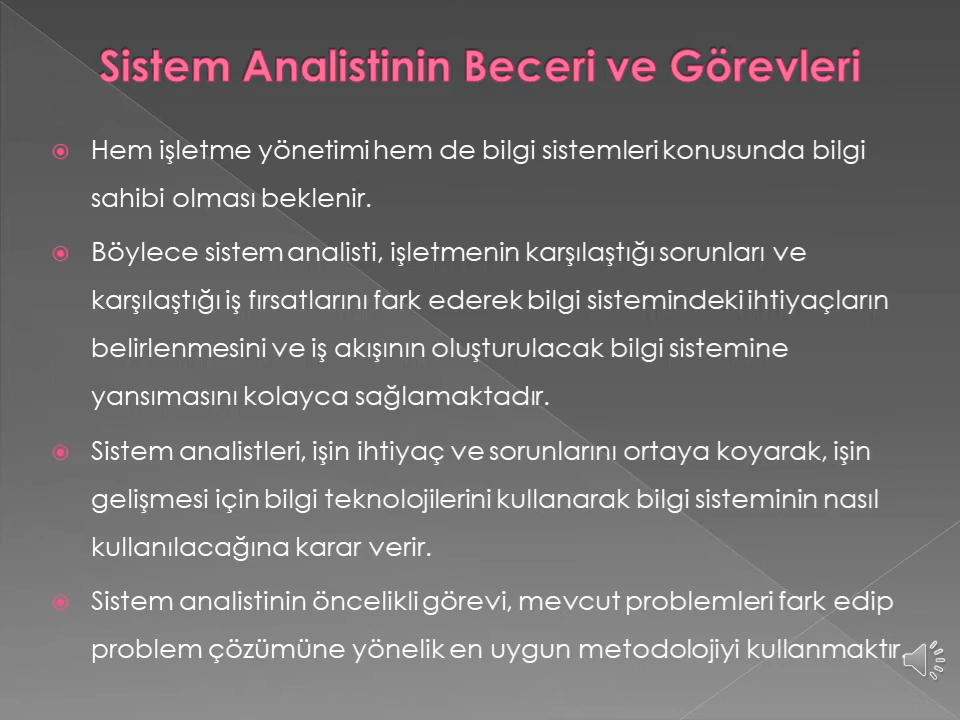 Sistem Analistinin Beceri ve Görevleri
Hem işletme yönetimi hem de bilgi sistemleri konusunda bilgi
sahibi olması beklenir.
Böylece sistem analisti, işletmenin karşılaştığı sorunları ve
karşılaştığı iş fırsatlarını fark ederek bilgi sistemindeki ihtiyaçların
belirlenmesini ve iş akışının oluşturulacak bilgi sistemine
yansımasını kolayca sağlamaktadır.
Sistem analistleri, işin ihtiyaç ve sorunlarını ortaya koyarak, işin
gelişmesi için bilgi teknolojilerini kullanarak bilgi sisteminin nasıl
kullanılacağına karar verir.
Sistem analistinin öncelikli görevi, mevcut problemleri fark edip
problem çözümüne yönelik en uygun metodolojiyi kullanmaktır.